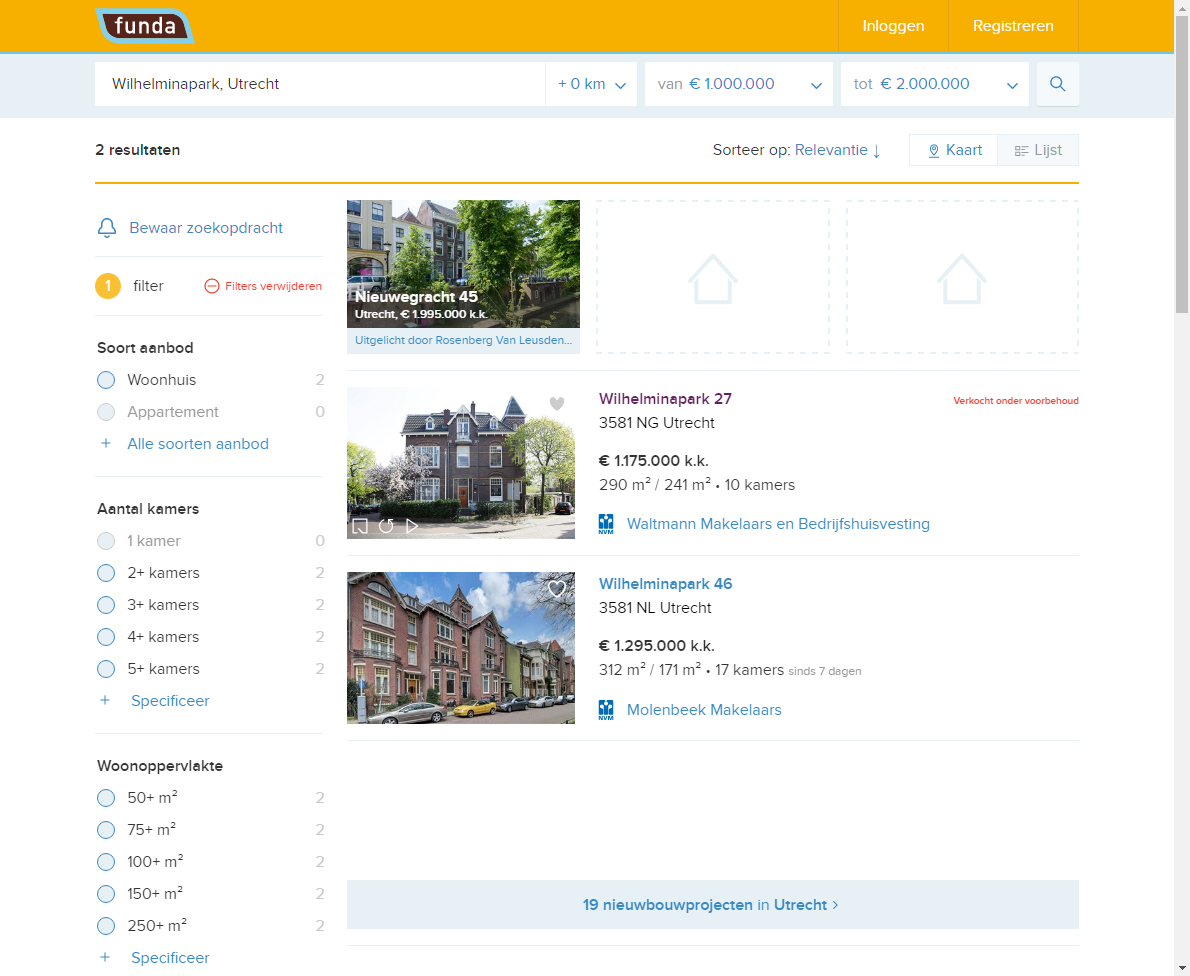 funda
Inloggen
Registreren
Wilhelminapark, Utrecht
+ 0 km
van € 1.000.000
tot € 2.000.000
2 resultaten
Sorteer op: Relevantie ↓
Kaart
Lijst
Bewaar zoekopdracht
1 filter
Filters verwijderen
Soort aanbod
Woonhuis 2
Appartement 0
+ Alle soorten aanbod
Aantal kamers
1 kamer 0
2+ kamers 2
3+ kamers 2
4+ kamers 2
5+ kamers 2
+ Specificeer
Woonoppervlakte
50+ m² 2
75+ m² 2
100+ m² 2
150+ m² 2
250+ m² 2
+ Specificeer
Nieuwegracht 45
Utrecht, € 1.995.000 k.k.
Uitgelicht door Rosenberg Van Leusden...
Wilhelminapark 27
Verkocht onder voorbehoud
3581 NG Utrecht
€ 1.175.000 k.k.
290 m² / 241 m² • 10 kamers
NVM
Waltmann Makelaars en Bedrijfshuisvesting
Wilhelminapark 46
3581 NL Utrecht
€ 1.295.000 k.k.
312 m² / 171 m² • 17 kamers sinds 7 dagen
NVM
Molenbeek Makelaars
19 nieuwbouwprojecten in Utrecht >